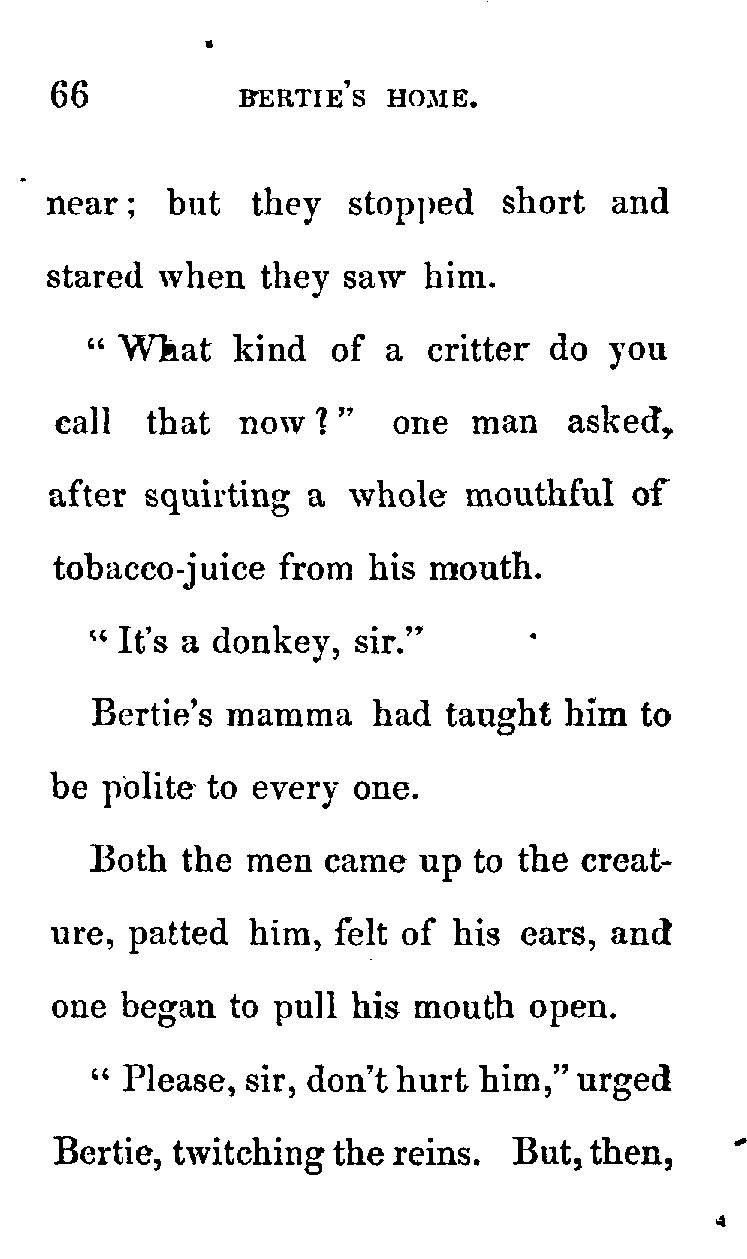 66 BERTIE'S HOME.
near; but they stopped short and
stared when they saw him.
"What kind of a critter do you
call that now?" one man asked,
after squirting a whole mouthful of
tobacco-juice from his mouth.
"It's a donkey, sir."
Bertie's mamma had taught him to
be polite to every one.
Both the men came up to the creat-
ure, patted him, felt of his ears, and
one began to pull his mouth open.
"Please, sir, don't hurt him," urged
Bertie, twitching the reins. But, then,